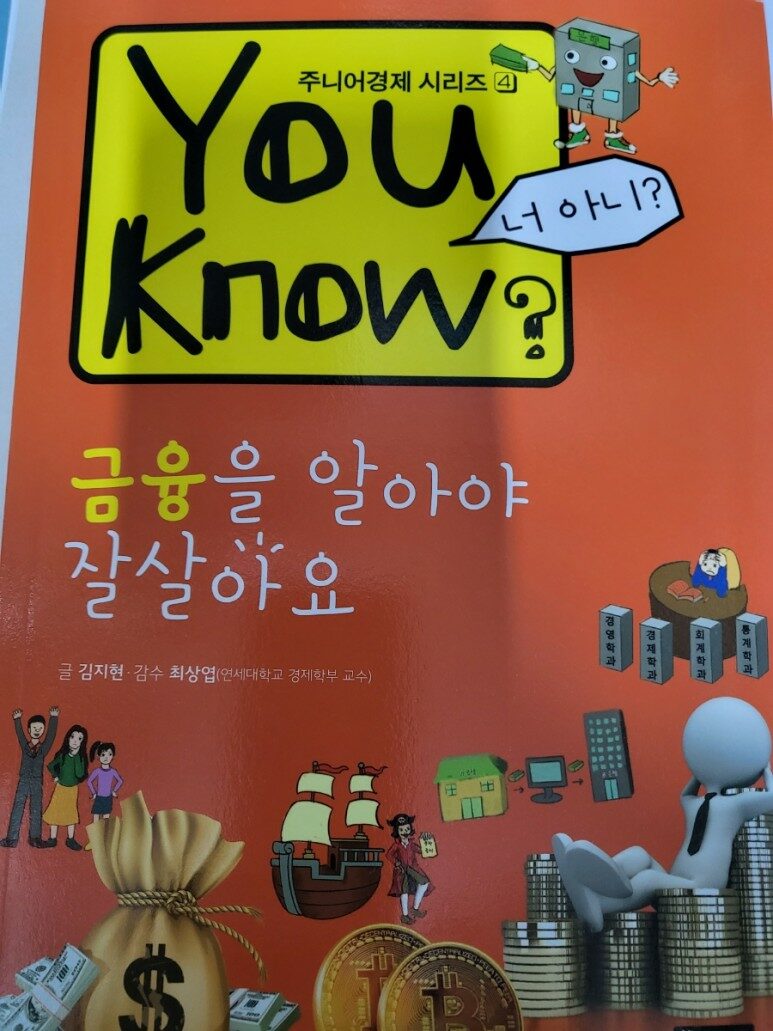 주니어경제 시리즈 4
은행
You
Know?
너 아니?
금융을 알아야
잘살아요
글 김지현 · 감수 최상엽(연세대학교 경제학부 교수)
경영학과
경제학과
회계학과
통계학과
$